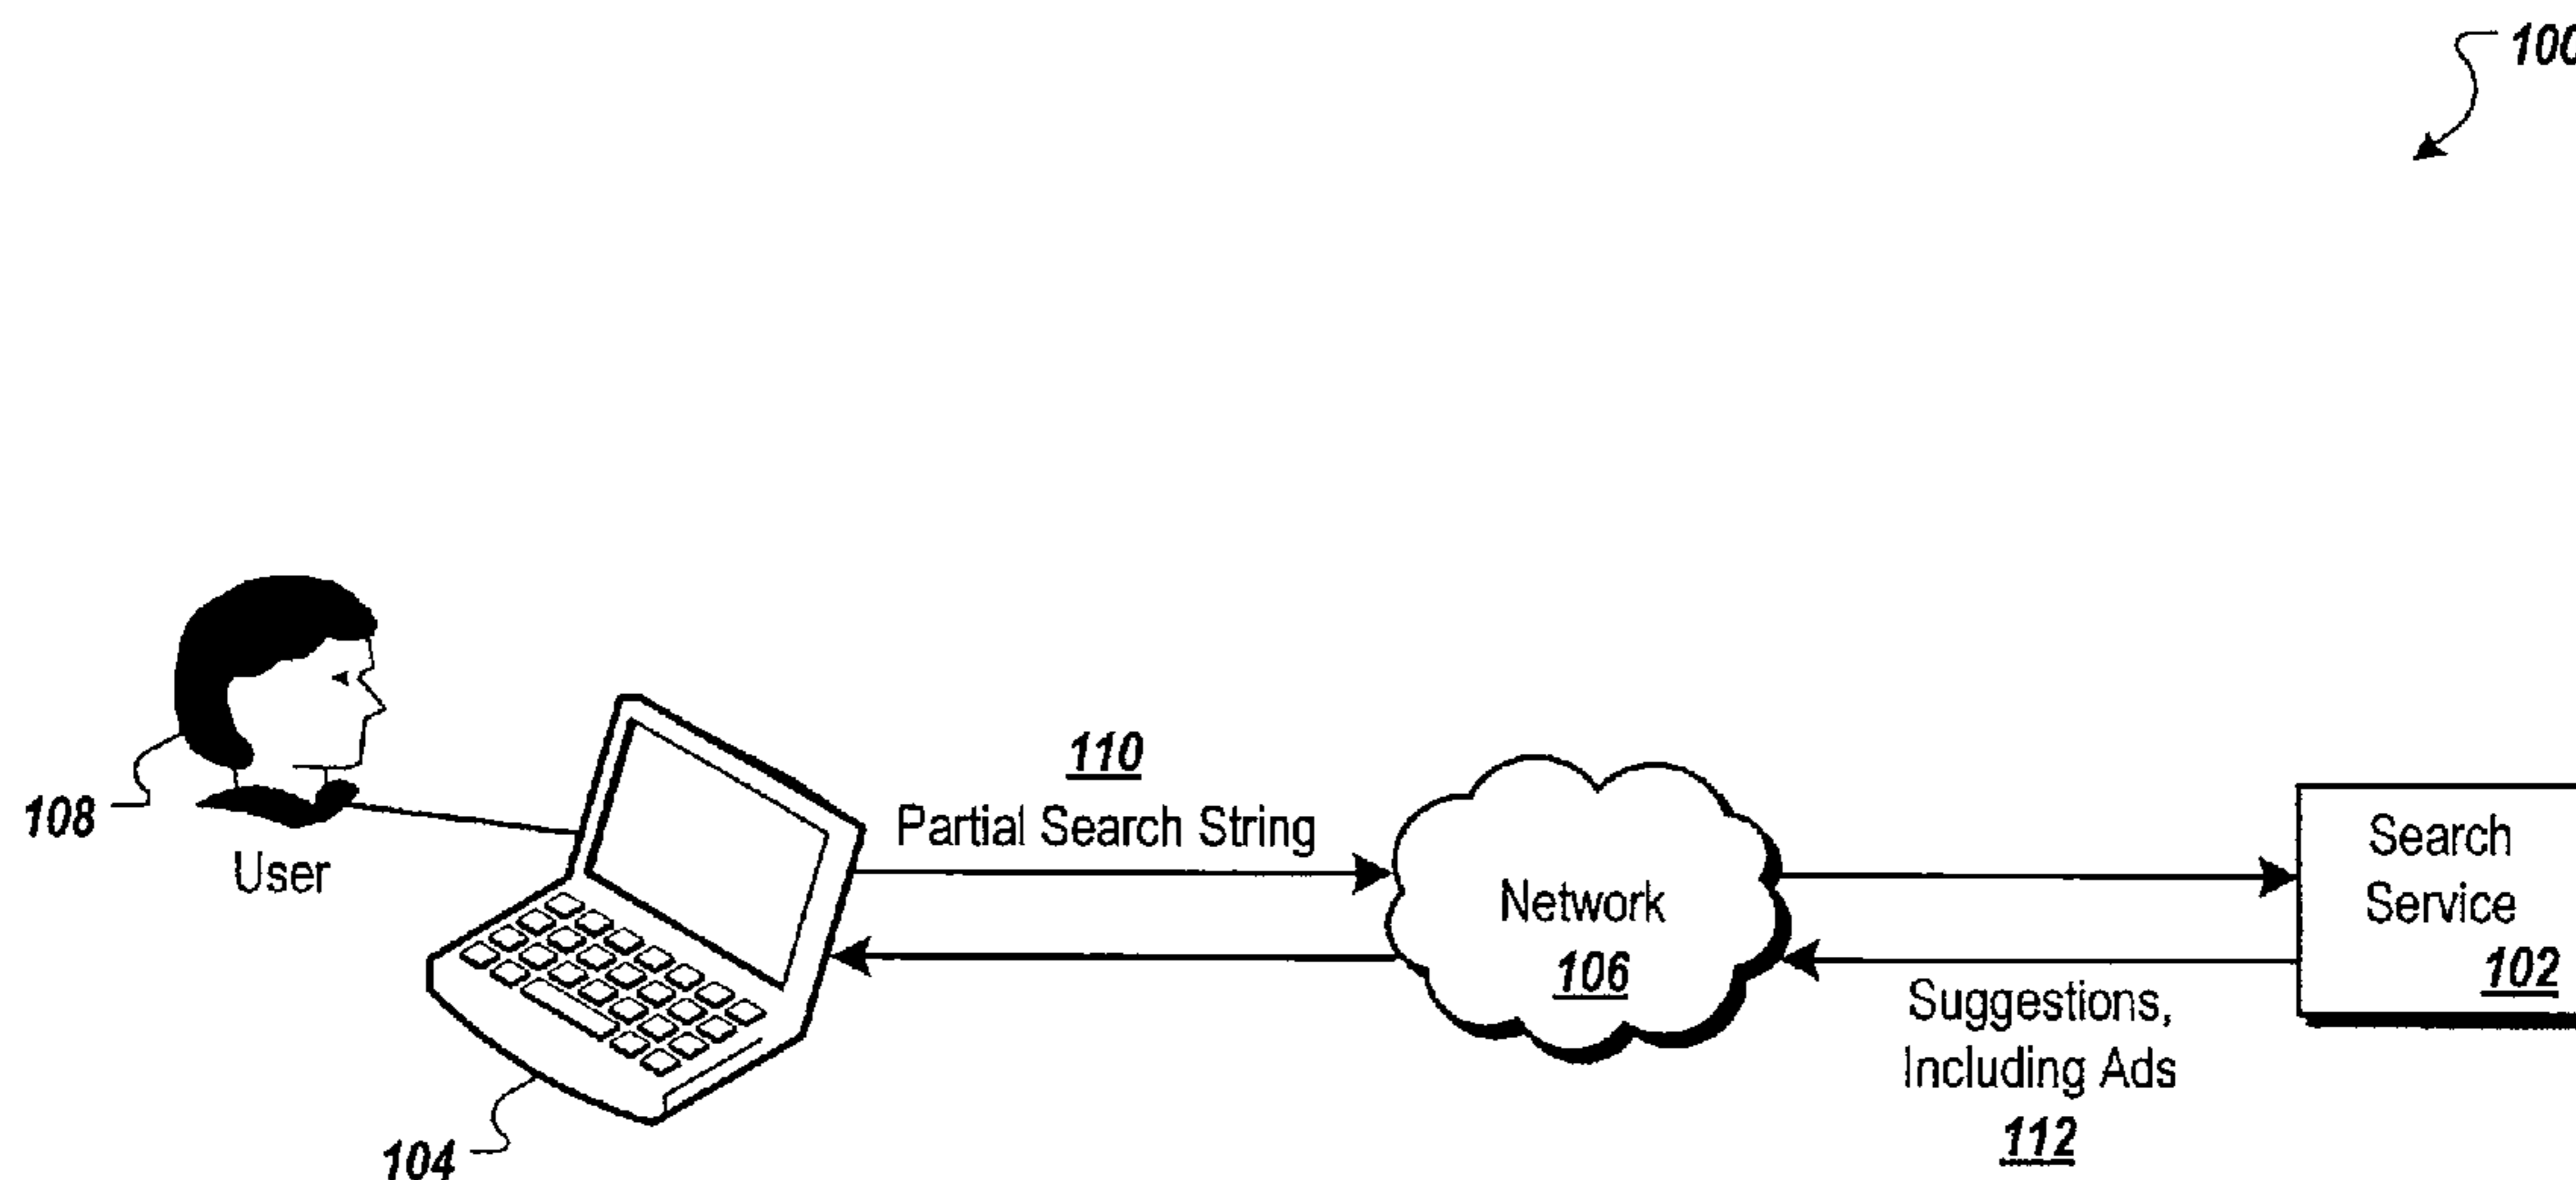 100
110
Partial Search String
108
User
Network
106
Search
Service
102
Suggestions,
Including Ads
112
104